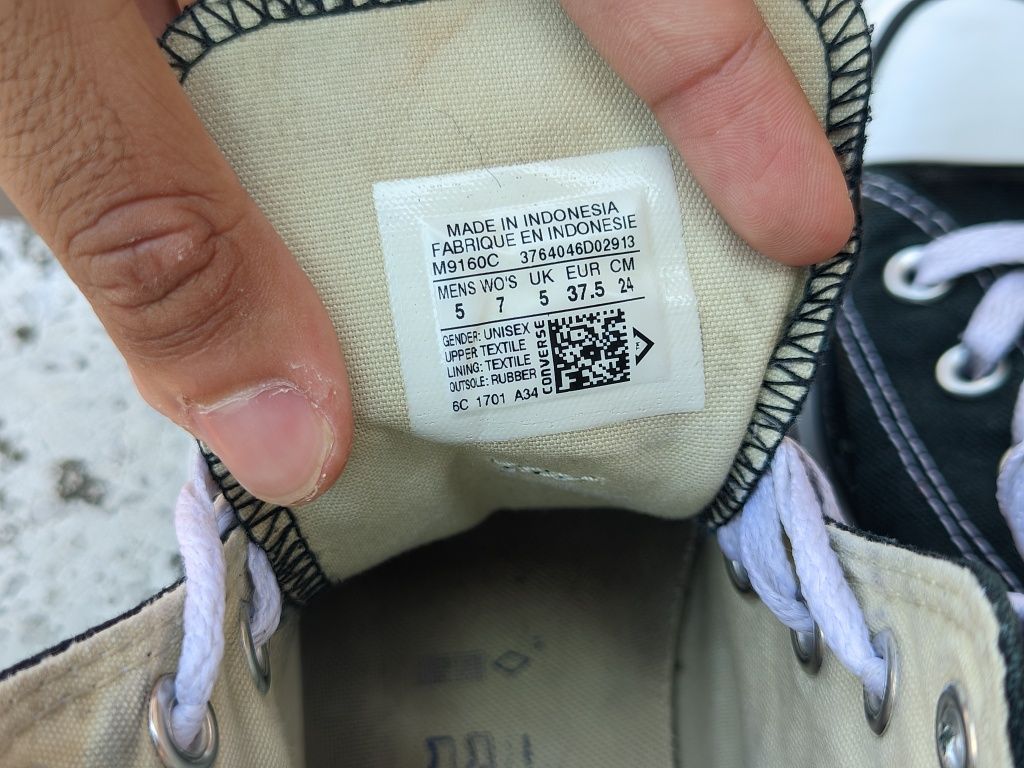 MADE IN INDONESIA
FABRIQUE EN INDONESIE
M9160C 3764046D02913
MENS WO'S UK EUR CM
5 7 5 37.5 24
GENDER: UNISEX
UPPER TEXTILE
LINING: TEXTILE
OUTSOLE: RUBBER
CONVERSE
6C 1701 A34